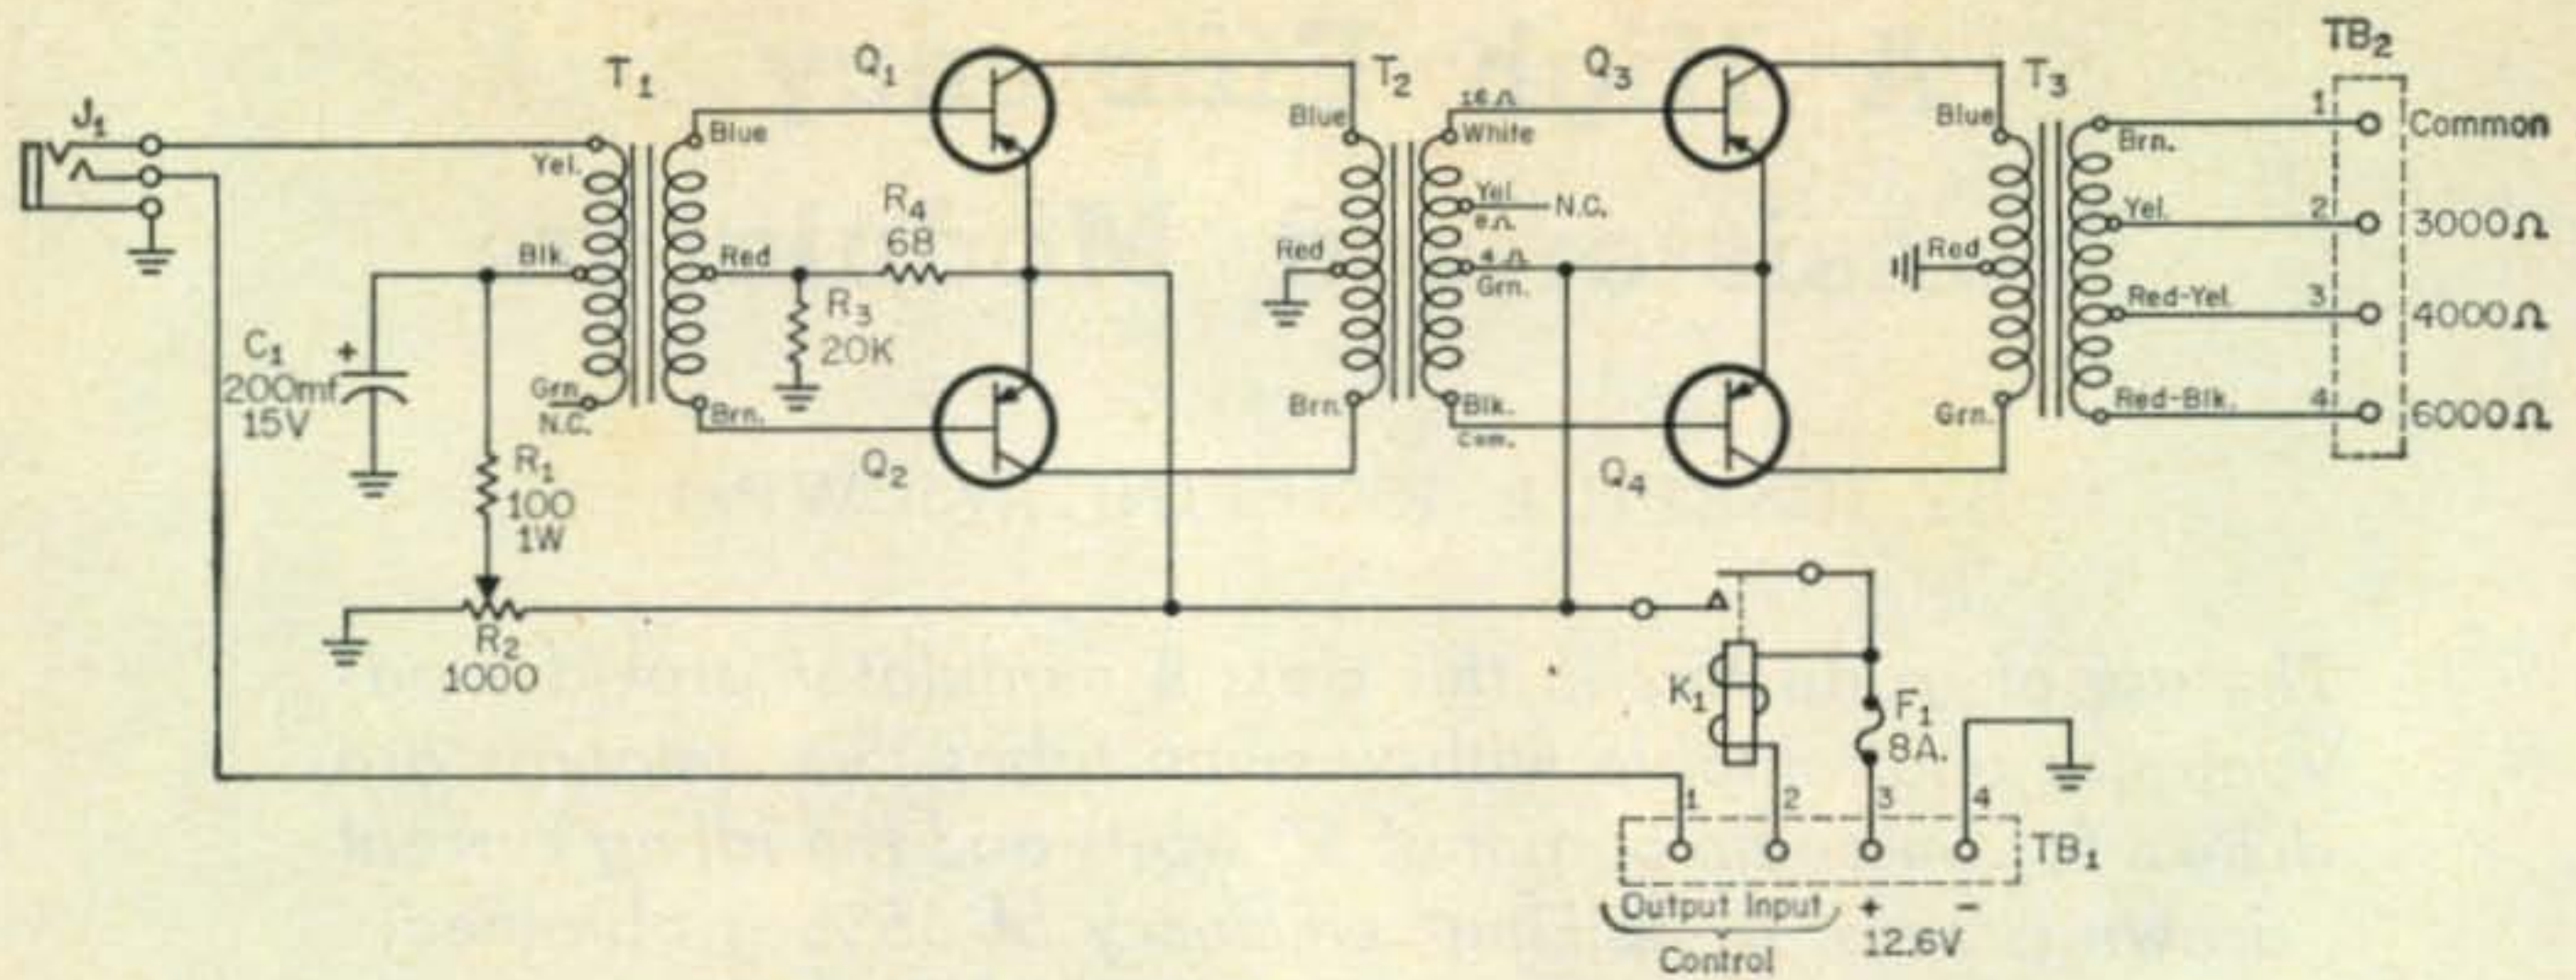 J1
T1
Yel.
Blk.
Grn.
N.C.
Blue
Red
Brn.
C1
+
200mf
15V
R1
100
1W
R2
1000
R3
20K
R4
68
Q1
Q2
T2
Blue
Red
Brn.
16Ω
White
Yel.
8Ω
N.C.
4Ω
Grn.
Blk.
Com.
Q3
Q4
T3
Blue
Red
Grn.
Brn.
Yel.
Red-Yel.
Red-Blk.
TB2
1 Common
2 3000Ω
3 4000Ω
4 6000Ω
K1
F1
8A.
1 2 3 4
TB1
Output Input + −
Control 12.6V